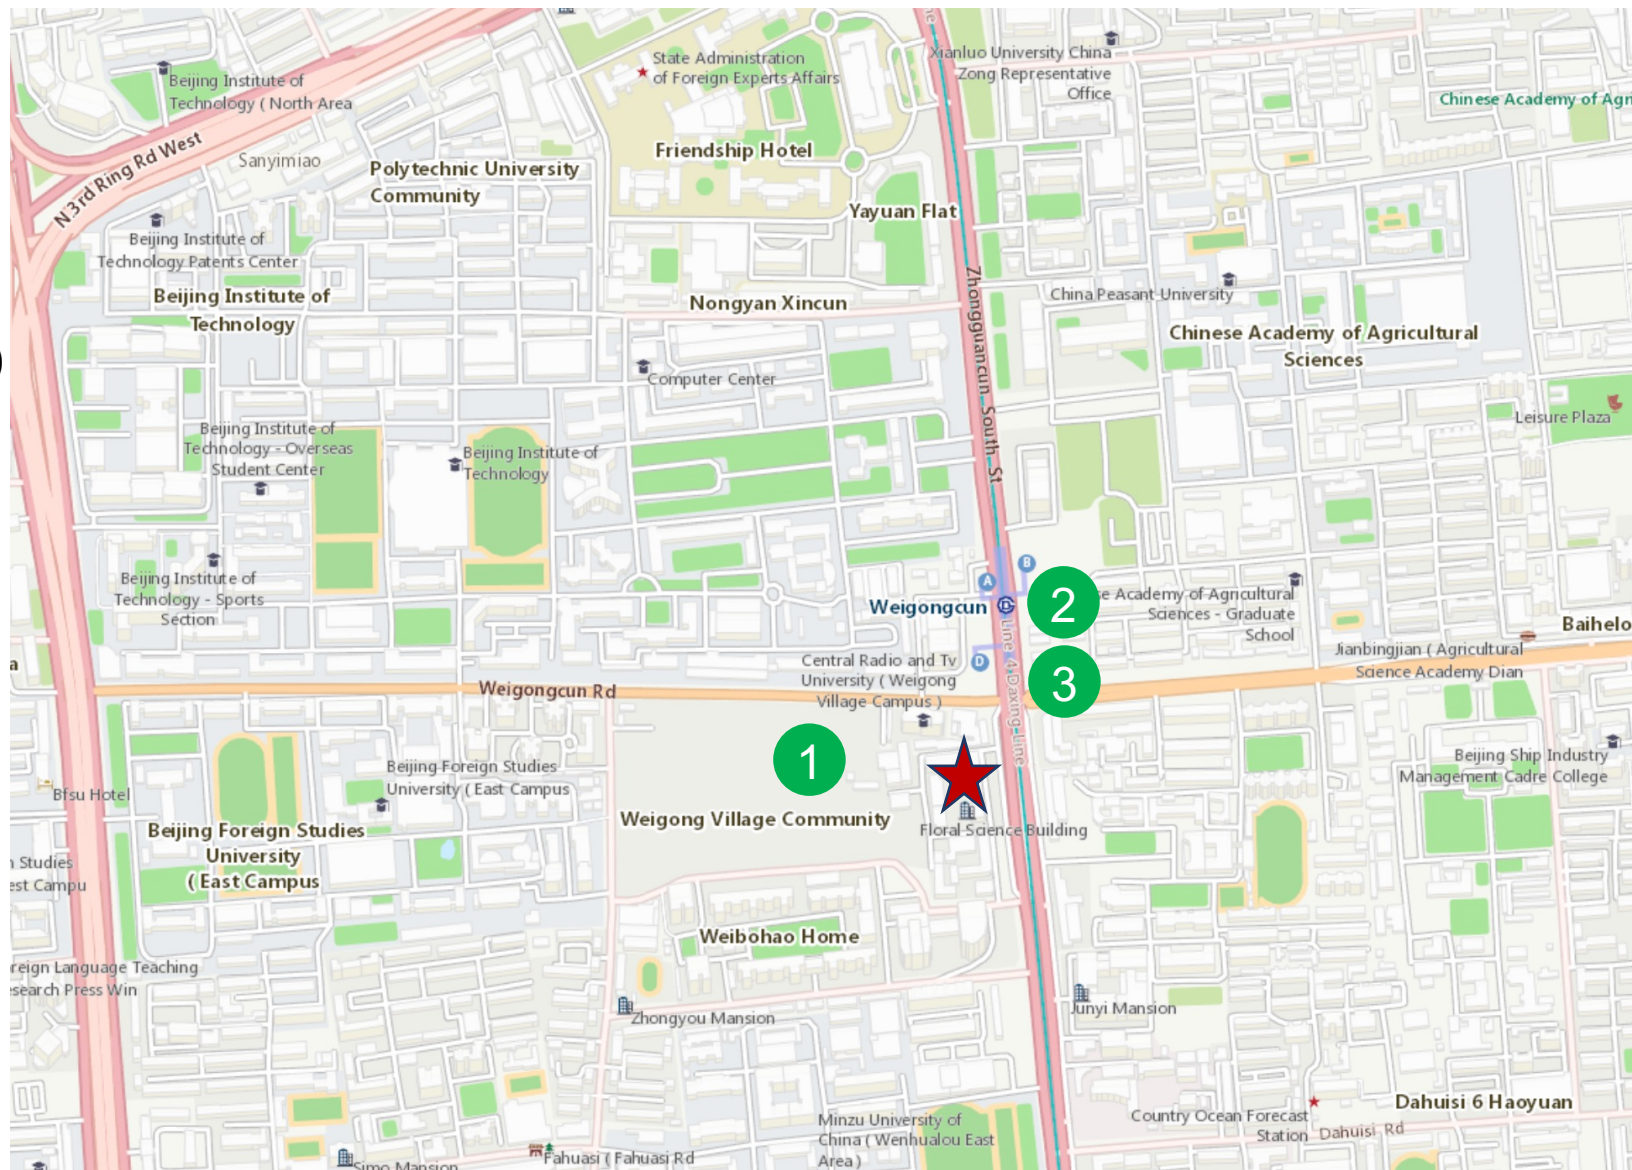 Beijing Institute of
Technology ( North Area
State Administration
of Foreign Experts Affairs
Xianluo University China
Zong Representative
Office
Chinese Academy of Agr
N.3rd Ring Rd West
Sanyimiao
Polytechnic University
Community
Friendship Hotel
Yayuan Flat
Beijing Institute of
Technology Patents Center
Beijing Institute of
Technology
Nongyan Xincun
Zhongguancun South St
China Peasant University
Chinese Academy of Agricultural
Sciences
Computer Center
Leisure Plaza
Beijing Institute of
Technology - Overseas
Student Center
Beijing Institute of
Technology
Beijing Institute of
Technology - Sports
Section
A
B
D
Weigongcun
2
se Academy of Agricultural
Sciences - Graduate
School
Baihelo
Jianbingjian ( Agricultural
Science Academy Dian
a
Line 4-Daxing-Line
Central Radio and Tv
University ( Weigong
Village Campus )
3
Weigongcun Rd
1
Beijing Foreign Studies
University ( East Campus
Beijing Ship Industry
Management Cadre College
Bfsu Hotel
Weigong Village Community
Floral Science Building
Beijing Foreign Studies
University
( East Campus
n Studies
est Campu
Weibohao Home
reign Language Teaching
esearch Press Win
Zhongyou Mansion
Junyi Mansion
Minzu University of
China ( Wenhualou East
Area )
Country Ocean Forecast
Station
Dahuisi 6 Haoyuan
Dahuisi Rd
Simo Mansion
Fahuasi ( Fahuasi Rd